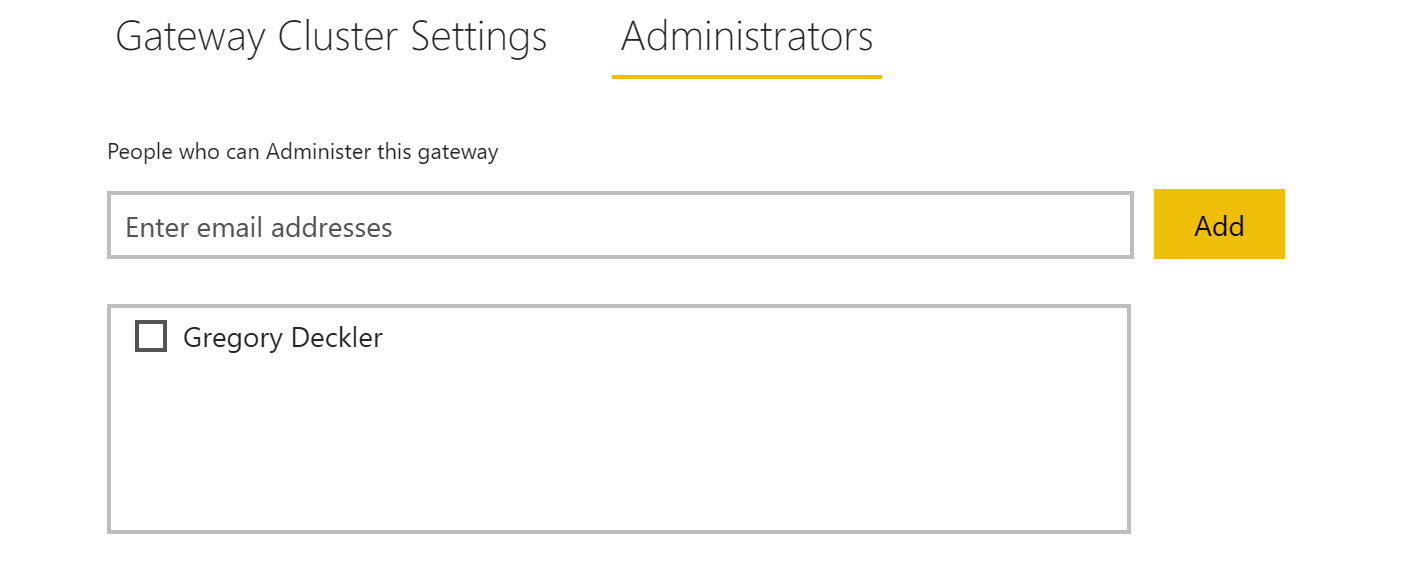 Gateway Cluster Settings Administrators
People who can Administer this gateway
Enter email addresses Add
Gregory Deckler